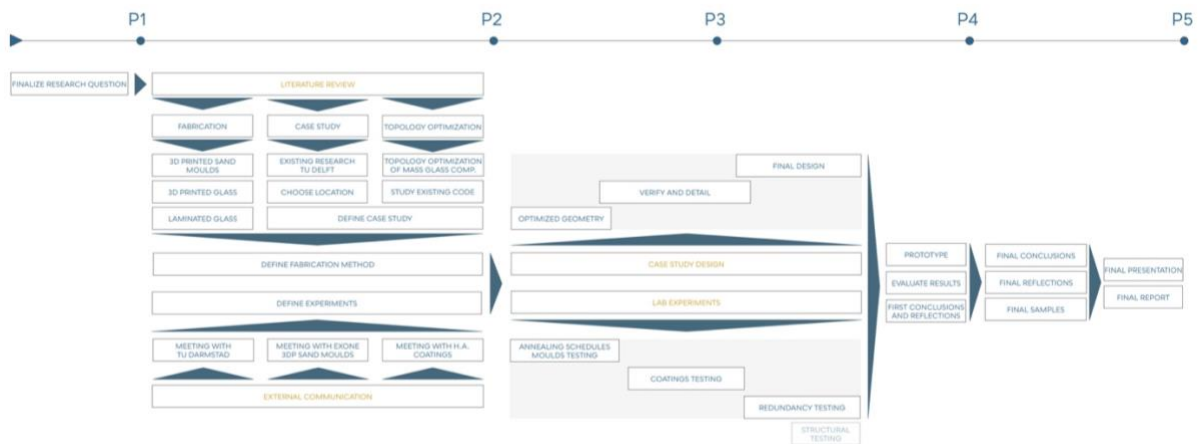 P1
P2
P3
P4
P5
FINALIZE RESEARCH QUESTION
LITERATURE REVIEW
FABRICATION
CASE STUDY
TOPOLOGY OPTIMIZATION
3D PRINTED SAND
MOULDS
EXISTING RESEARCH
TU DELFT
TOPOLOGY OPTIMIZATION
OF MASS GLASS COMP.
3D PRINTED GLASS
CHOOSE LOCATION
STUDY EXISTING CODE
LAMINATED GLASS
DEFINE CASE STUDY
DEFINE FABRICATION METHOD
DEFINE EXPERIMENTS
MEETING WITH
TU DARMSTAD
MEETING WITH EXONE
3DP SAND MOULDS
MEETING WITH H.A.
COATINGS
EXTERNAL COMMUNICATION
FINAL DESIGN
VERIFY AND DETAIL
OPTIMIZED GEOMETRY
CASE STUDY DESIGN
LAB EXPERIMENTS
ANNEALING SCHEDULES
MOULDS TESTING
COATINGS TESTING
REDUNDANCY TESTING
STRUCTURAL
TESTING
PROTOTYPE
EVALUATE RESULTS
FIRST CONCLUSIONS
AND REFLECTIONS
FINAL CONCLUSIONS
FINAL REFLECTIONS
FINAL SAMPLES
FINAL PRESENTATION
FINAL REPORT